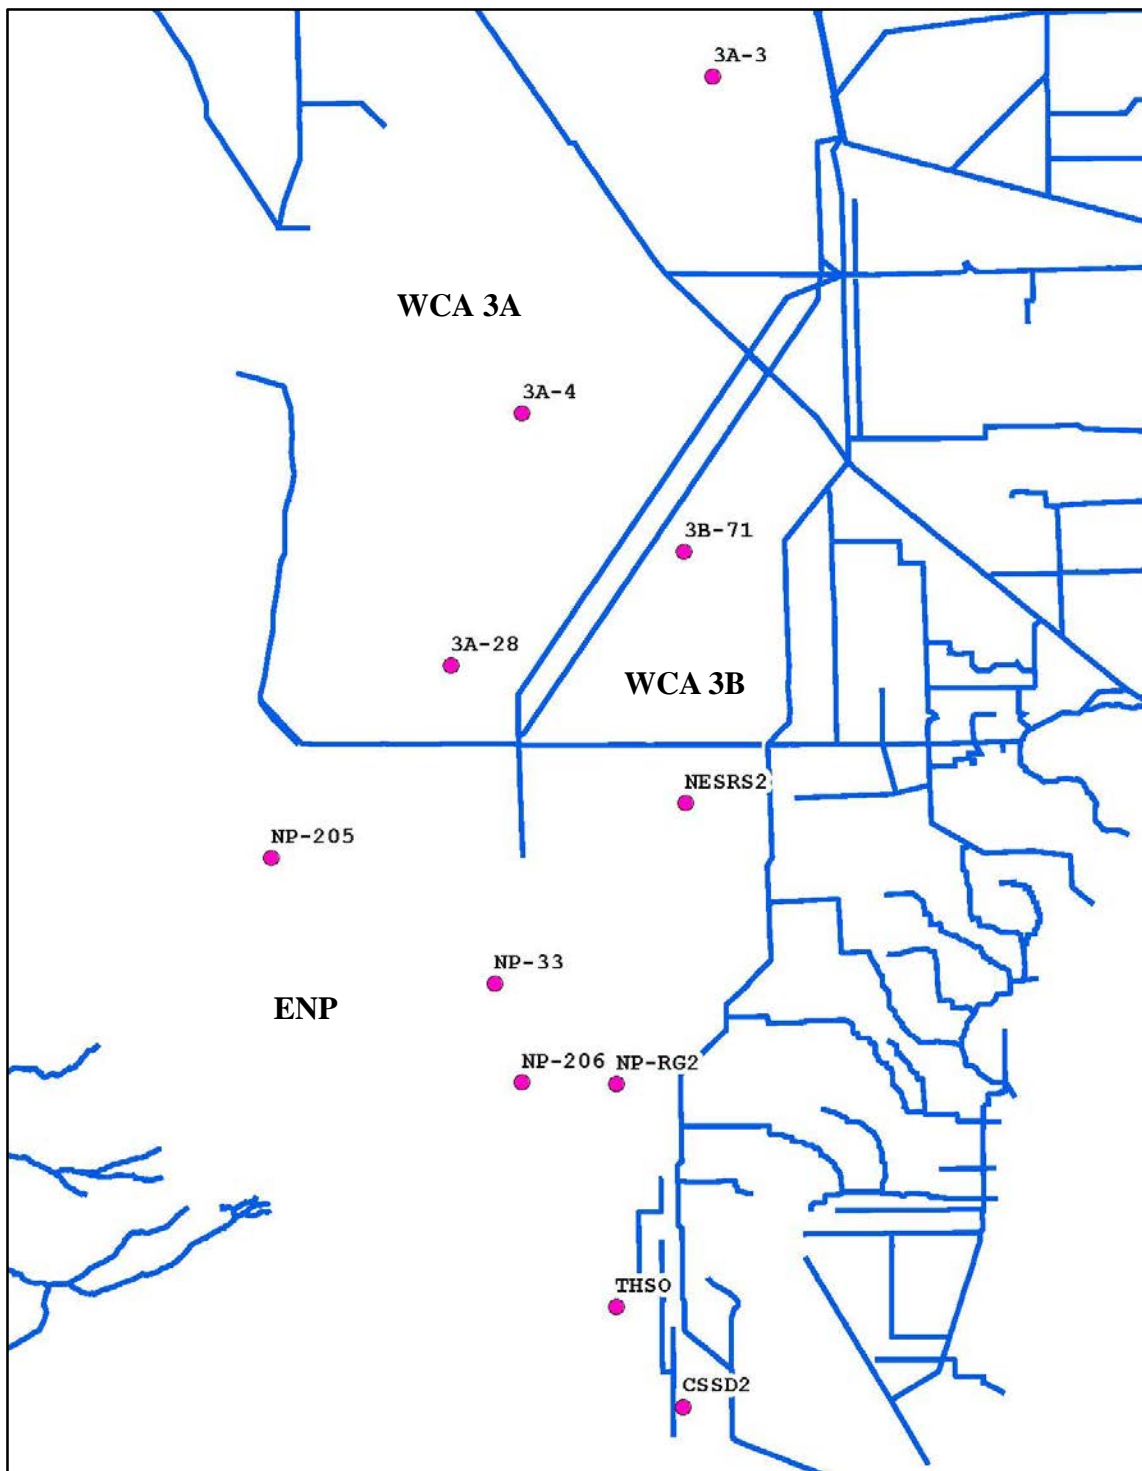 3A-3
WCA 3A
3A-4
3B-71
3A-28
WCA 3B
NESRS2
NP-205
NP-33
ENP
NP-206 NP-RG2
THSO
CSSD2